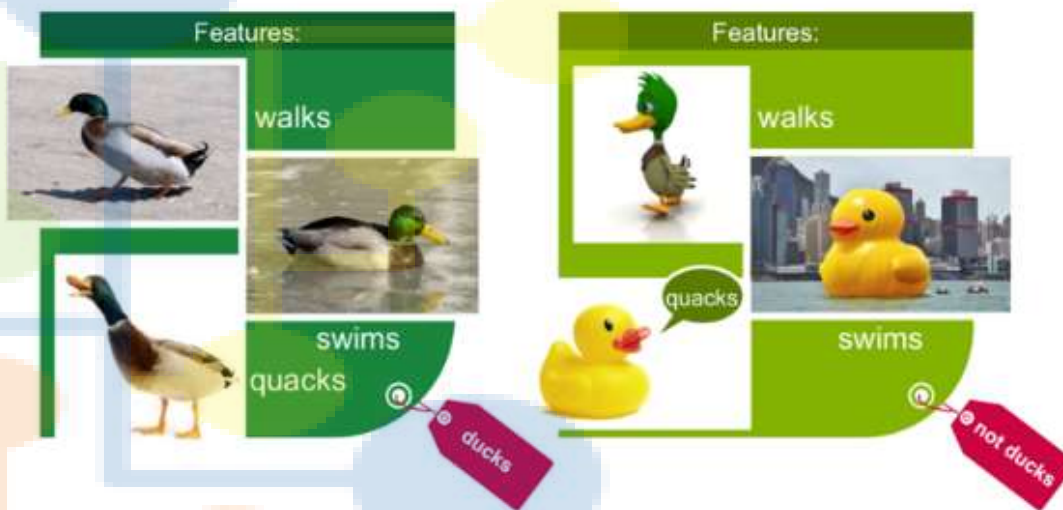 Features:
walks
swims
quacks
ducks
Features:
walks
quacks
swims
not ducks